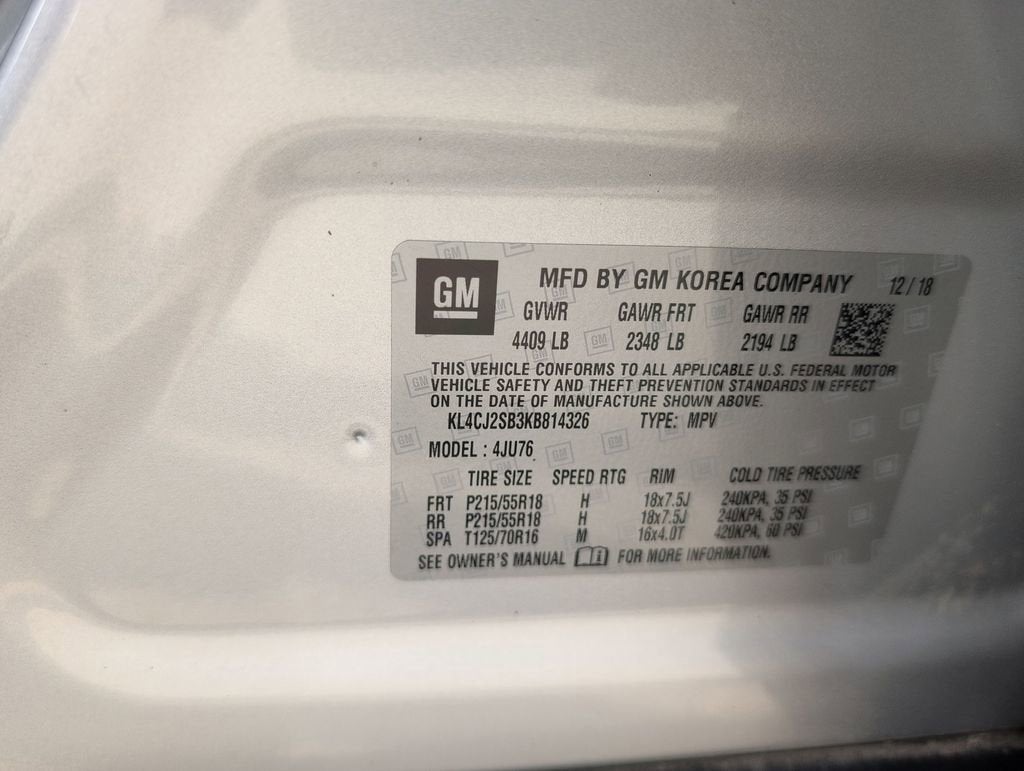 GM
MFD BY GM KOREA COMPANY 12/18
GVWR GAWR FRT GAWR RR
4409 LB 2348 LB 2194 LB
THIS VEHICLE CONFORMS TO ALL APPLICABLE U.S. FEDERAL MOTOR
VEHICLE SAFETY AND THEFT PREVENTION STANDARDS IN EFFECT
ON THE DATE OF MANUFACTURE SHOWN ABOVE.
KL4CJ2SB3KB814326 TYPE: MPV
MODEL : 4JU76
TIRE SIZE SPEED RTG RIM COLD TIRE PRESSURE
FRT P215/55R18 H 18x7.5J 240KPA, 35 PSI
RR P215/55R18 H 18x7.5J 240KPA, 35 PSI
SPA T125/70R16 M 16x4.0T 420KPA, 60 PSI
SEE OWNER'S MANUAL FOR MORE INFORMATION.